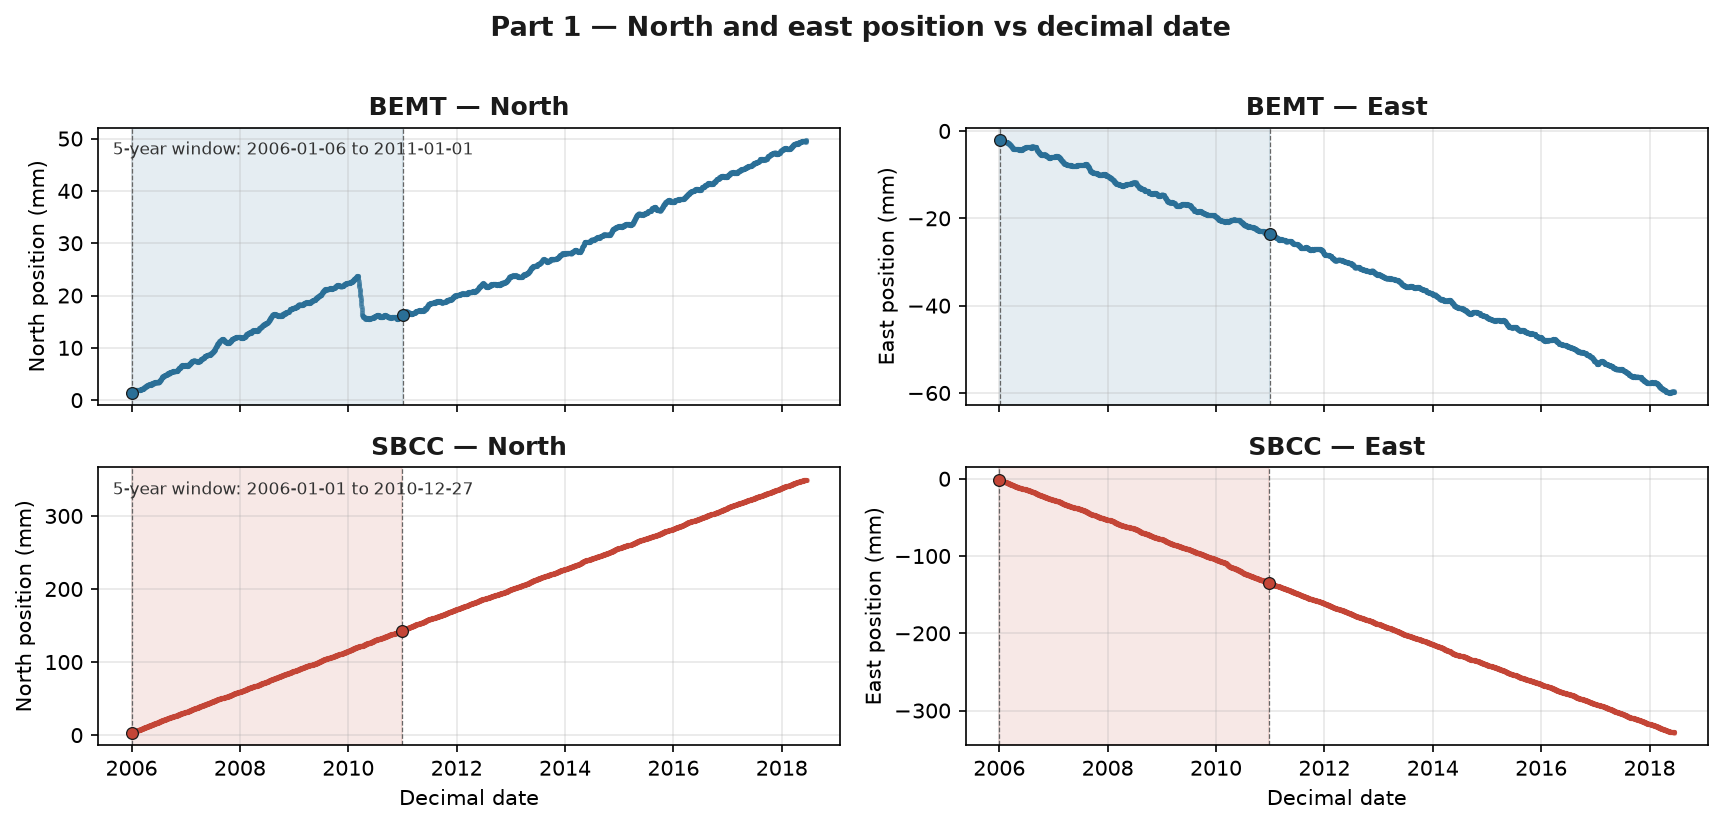 Part 1 — North and east position vs decimal date
BEMT — North
North position (mm)
50
40
30
20
10
0
5-year window: 2006-01-06 to 2011-01-01
BEMT — East
East position (mm)
0
−20
−40
−60
SBCC — North
North position (mm)
300
200
100
0
5-year window: 2006-01-01 to 2010-12-27
2006 2008 2010 2012 2014 2016 2018
Decimal date
SBCC — East
East position (mm)
0
−100
−200
−300
2006 2008 2010 2012 2014 2016 2018
Decimal date